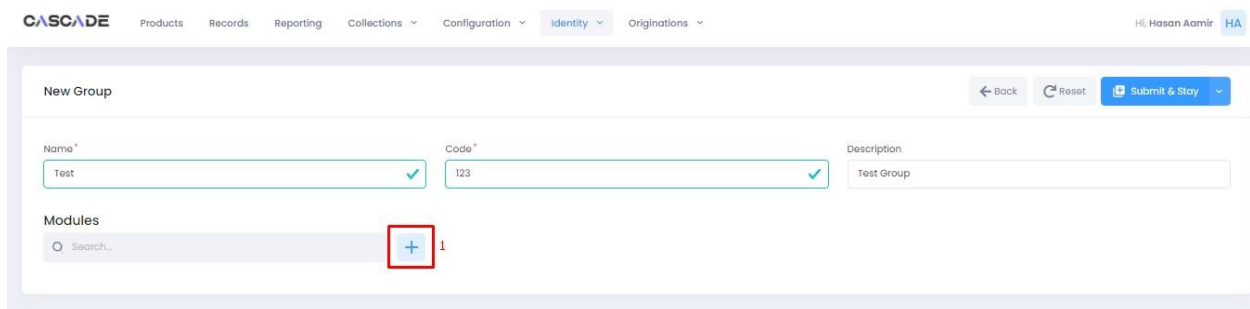 CASCADE Products Records Reporting Collections Configuration Identity Originations Hi, Hasan Aamir HA
New Group Back Reset Submit & Stay
Name* Code* Description
Test 123 Test Group
Modules
Search... 1